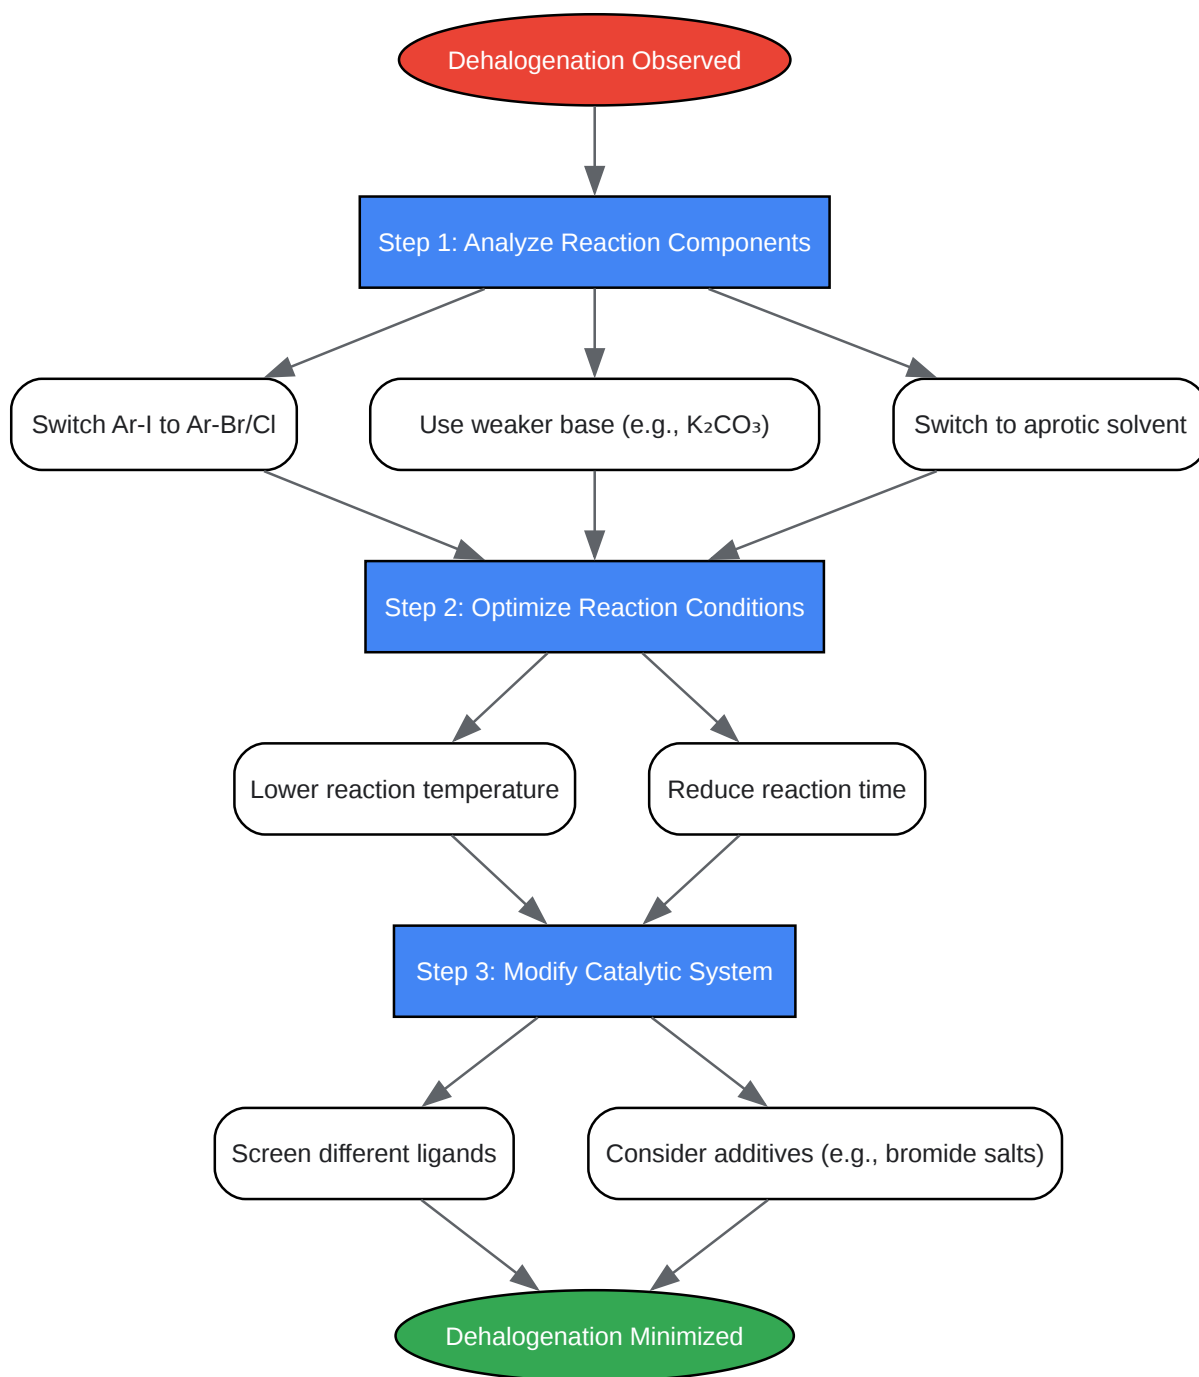 Dehalogenation Observed
Step 1: Analyze Reaction Components
Switch Ar-I to Ar-Br/Cl
Use weaker base (e.g., K₂CO₃)
Switch to aprotic solvent
Step 2: Optimize Reaction Conditions
Lower reaction temperature
Reduce reaction time
Step 3: Modify Catalytic System
Screen different ligands
Consider additives (e.g., bromide salts)
Dehalogenation Minimized